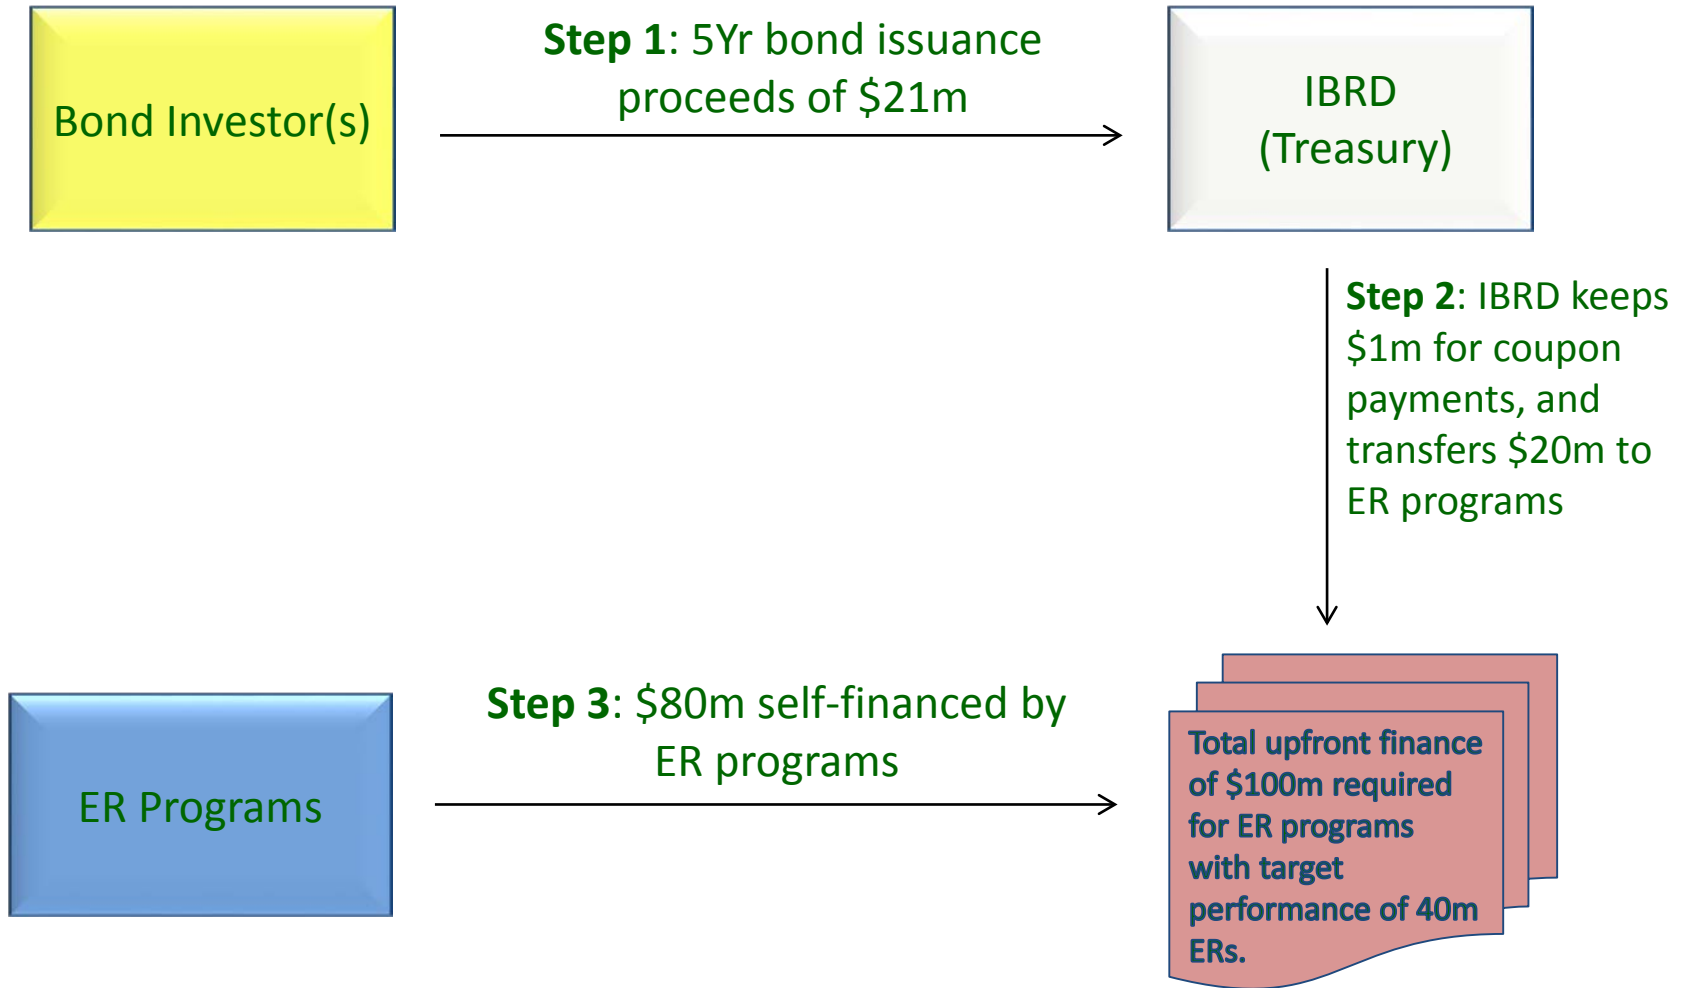 Bond Investor(s)
Step 1: 5Yr bond issuance
proceeds of $21m
IBRD
(Treasury)
Step 2: IBRD keeps
$1m for coupon
payments, and
transfers $20m to
ER programs
ER Programs
Step 3: $80m self-financed by
ER programs
Total upfront finance
of $100m required
for ER programs
with target
performance of 40m
ERs.